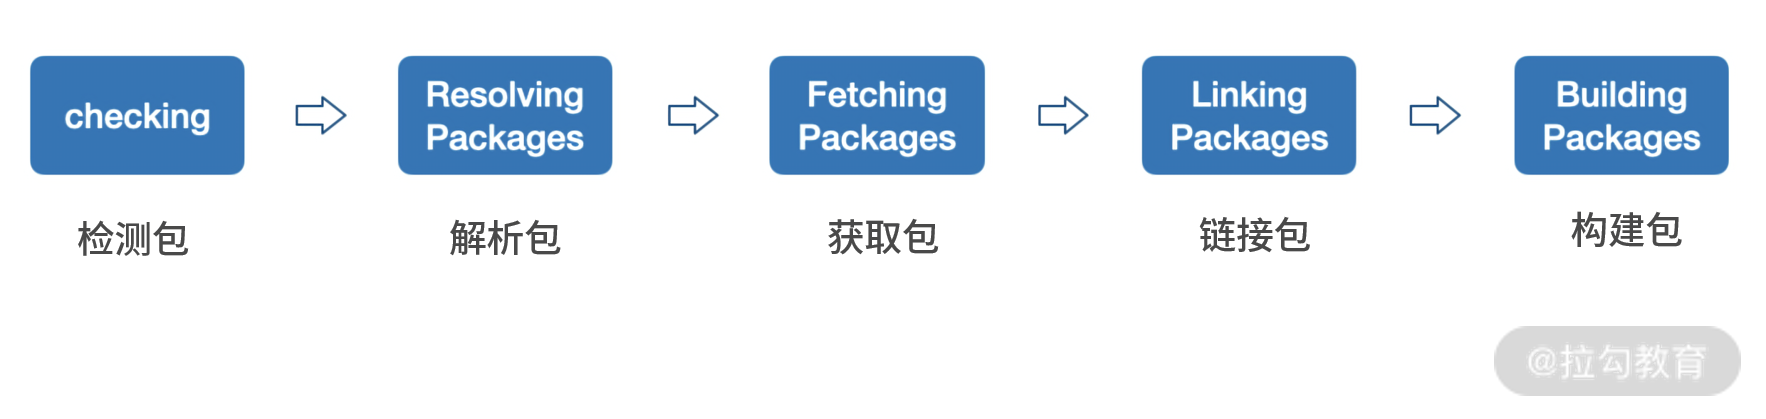 checking
Resolving
Packages
Fetching
Packages
Linking
Packages
Building
Packages
检测包
解析包
获取包
链接包
构建包
@拉勾教育